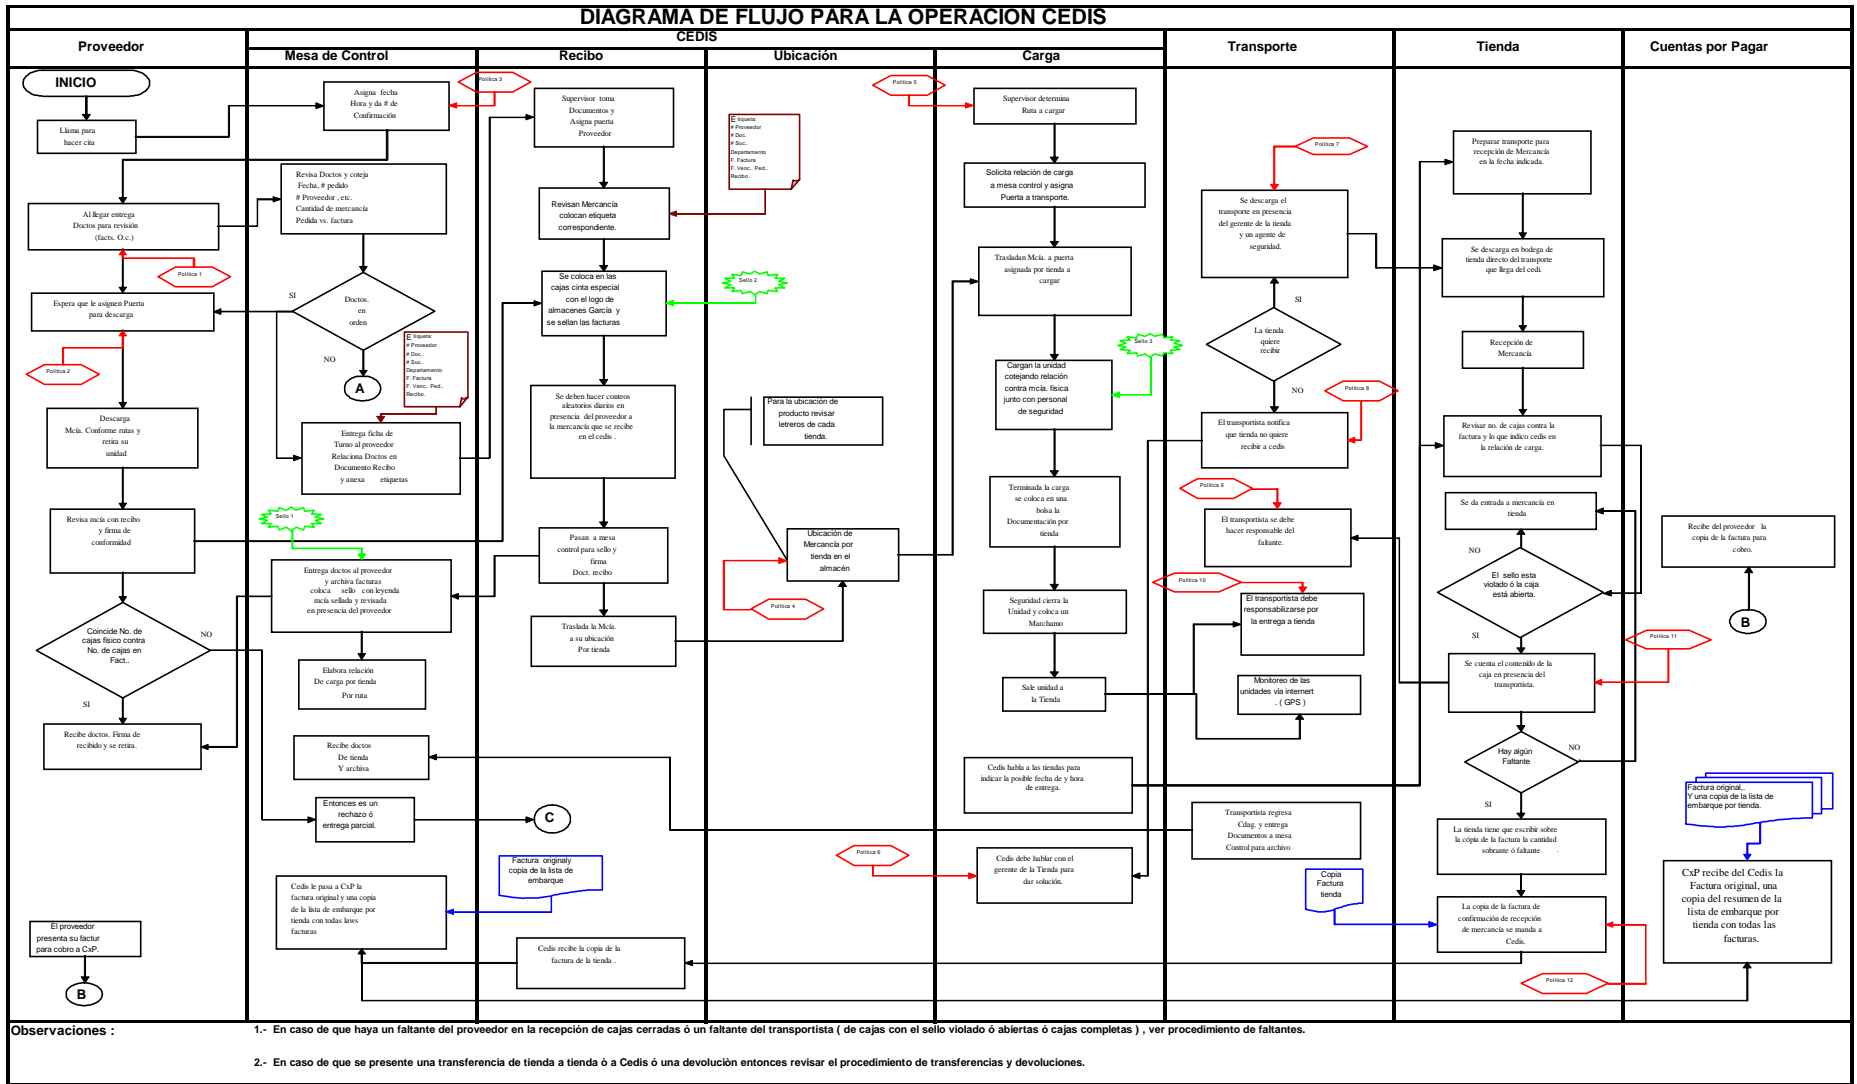 DIAGRAMA DE FLUJO PARA LA OPERACION CEDIS
Proveedor
CEDIS
Mesa de Control
Recibo
Ubicación
Carga
Transporte
Tienda
Cuentas por Pagar
INICIO
Llama para
hacer cita
Al llegar entrega
Doctos para revisión
(facts. O.c.)
Política 1
Espera que le asignen Puerta
para descarga
Política 2
Descarga
Mcía. Conforme rutas y
retira su
unidad
Revisa mcía con recibo
y firma de
conformidad
Coincide No. de
cajas físico contra
No. de cajas en
Fact..
NO
SI
Recibe doctos. Firma de
recibido y se retira.
El proveedor
presenta su factur
para cobro a CxP.
B
Asigna fecha
Hora y da # de
Confirmación
Política 3
Revisa Doctos y coteja
Fecha, # pedido
# Proveedor , etc.
Cantidad de mercancía
Pedida vs. factura
SI
Doctos.
en
orden
NO
A
E tiqueta:
# Proveedor
# Doc..
# Suc..
Departamento
F. Factura
F. Venc.. Ped..
Recibo.
Entrega ficha de
Turno al proveedor
Relaciona Doctos en
Documento Recibo
y anexa etiquetas
Sello 1
Entrega doctos al proveedor
y archiva facturas
coloca sello con leyenda
mcía sellada y revisada
en presencia del proveedor
Elabora relación
De carga por tienda
Por ruta
Recibe doctos
De tienda
Y archiva
Entonces es un
rechazo ó
entrega parcial.
C
Cedis le pasa a CxP la
factura original y una copia
de la lista de embarque por
tienda con todas laws
facturas
Factura originaly
copia de la lista de
embarque
Supervisor toma
Documentos y
Asigna puerta
Proveedor
Revisan Mercancía
colocan etiqueta
correspondiente.
Se coloca en las
cajas cinta especial
con el logo de
almacenes García y
se sellan las facturas
Se deben hacer conteos
aleatorios diarios en
presencia del proveedor a
la mercancía que se recibe
en el cedis .
Pasan a mesa
control para sello y
firma
Doct. recibo
Traslada la Mcía.
a su ubicación
Por tienda
Cedis recibe la copia de la
factura de la tienda .
E tiqueta:
# Proveedor
# Doc.
# Suc..
Departamento
F. Factura
F. Venc.. Ped..
Recibo.
Sello 2
Para la ubicación de
producto revisar
letreros de cada
tienda.
Ubicación de
Mercancía por
tienda en el
almacén
Política 4
Política 5
Supervisor determina
Ruta a cargar
Solicita relación de carga
a mesa control y asigna
Puerta a transporte.
Trasladan Mcía. a puerta
asignada por tienda a
cargar
Sello 3
Cargan la unidad
cotejando relación
contra mcía. física
junto con personal
de seguridad
Terminada la carga
se coloca en una
bolsa la
Documentación por
tienda
Seguridad cierra la
Unidad y coloca un
Marchamo
Sale unidad a
la Tienda
Cedis habla a las tiendas para
indicar la posible fecha de y hora
de entrega.
Política 6
Cedis debe hablar con el
gerente de la Tienda para
dar solución.
Política 7
Se descarga el
transporte en presencia
del gerente de la tienda
y un agente de
seguridad.
SI
La tienda
quiere
recibir
NO
Política 8
El transportista notifica
que tienda no quiere
recibir a cedis
Política 9
El transportista se debe
hacer responsable del
faltante.
Política 10
El transportista debe
responsabilizarse por
la entrega a tienda
Monitoreo de las
unidades vía internert
. ( GPS )
Transportista regresa
Cdag. y entrega
Documentos a mesa
Control para archivo
Copia
Factura
tienda
Preparar transporte para
recepción de Mercancía
en la fecha indicada.
Se descarga en bodega de
tienda directo del transporte
que llega del cedi.
Recepción de
Mercancía
Revisar no. de cajas contra la
factura y lo que indico cedis en
la relación de carga.
Se da entrada a mercancía en
tienda
NO
El sello esta
violado ó la caja
está abierta.
SI
Política 11
Se cuenta el contenido de la
caja en presencia del
transportista.
Hay algún
Faltante
NO
SI
La tienda tiene que escribir sobre
la cópia de la factura la cantidad
sobrante ó faltante .
La copia de la factura de
confirmación de recepción
de mercancía se manda a
Cedis.
Política 12
Recibe del proveedor la
copia de la factura para
cobro.
B
Factura original,.
Y una copia de la lista de
embarque por tienda.
CxP recibe del Cedis la
Factura original, una
copia del resumen de la
lista de embarque por
tienda con todas las
facturas.
Observaciones :
1.- En caso de que haya un faltante del proveedor en la recepción de cajas cerradas ó un faltante del transportista ( de cajas con el sello violado ó abiertas ó cajas completas ) , ver procedimiento de faltantes.
2.- En caso de que se presente una transferencia de tienda a tienda ò a Cedis ó una devoluciòn entonces revisar el procedimiento de transferencias y devoluciones.